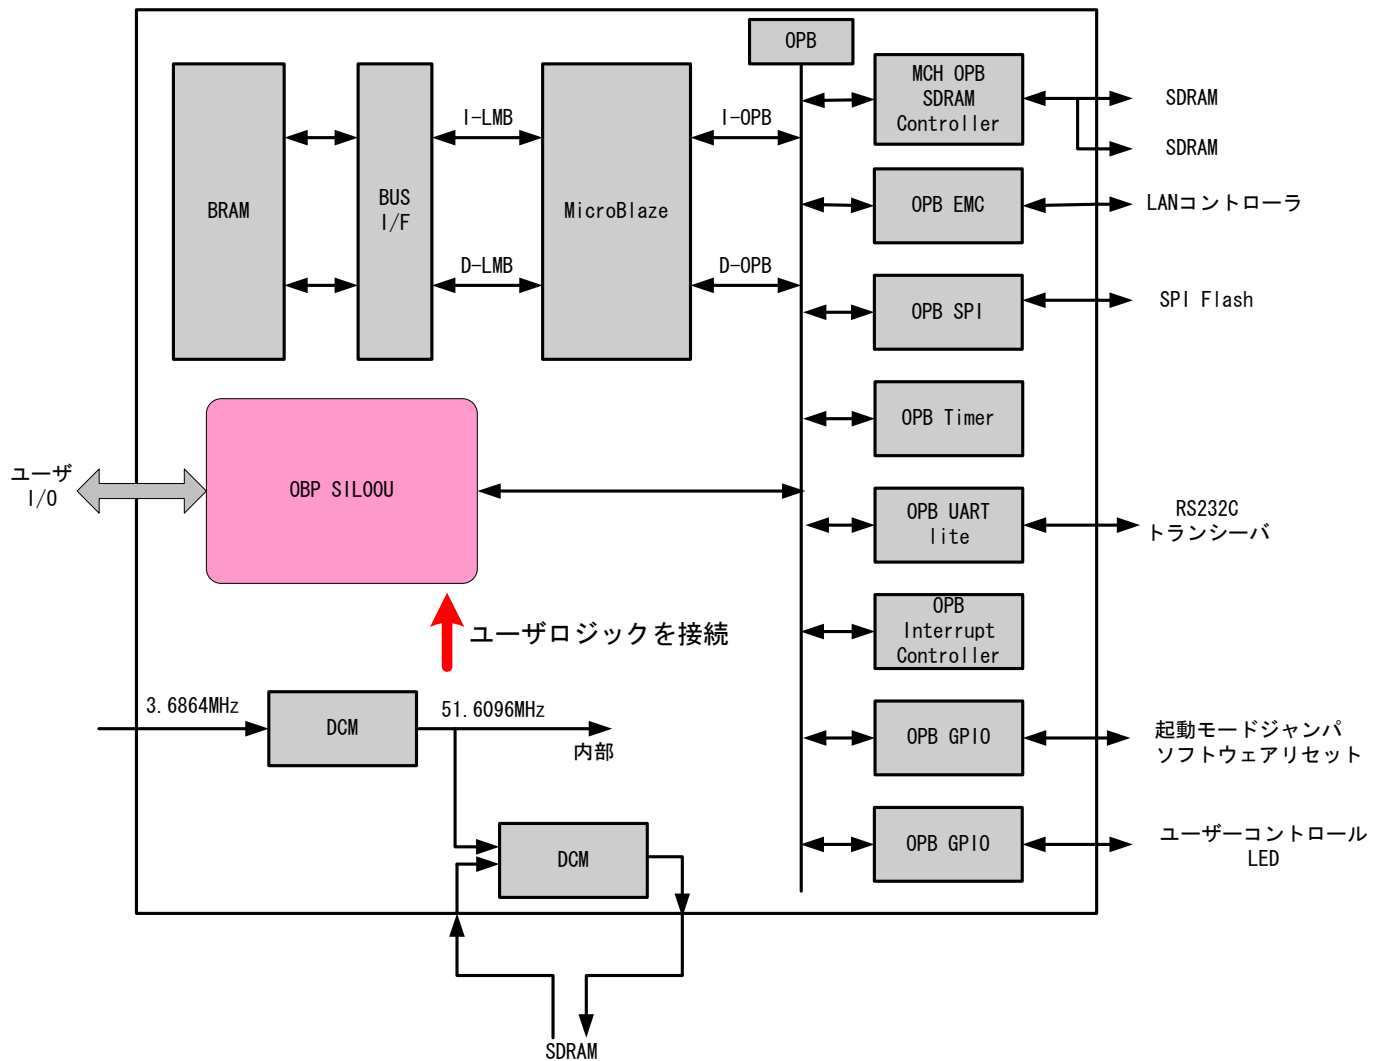 OPB
MCH OPB
SDRAM
Controller
SDRAM
SDRAM
I-LMB
I-OPB
BRAM
BUS
I/F
MicroBlaze
OPB EMC
LANコントローラ
D-LMB
D-OPB
OPB SPI
SPI Flash
OPB Timer
ユーザ
I/O
OBP SIL00U
OPB UART
lite
RS232C
トランシーバ
OPB
Interrupt
Controller
ユーザロジックを接続
3.6864MHz
DCM
51.6096MHz
内部
OPB GPIO
起動モードジャンパ
ソフトウェアリセット
DCM
OPB GPIO
ユーザーコントロール
LED
SDRAM